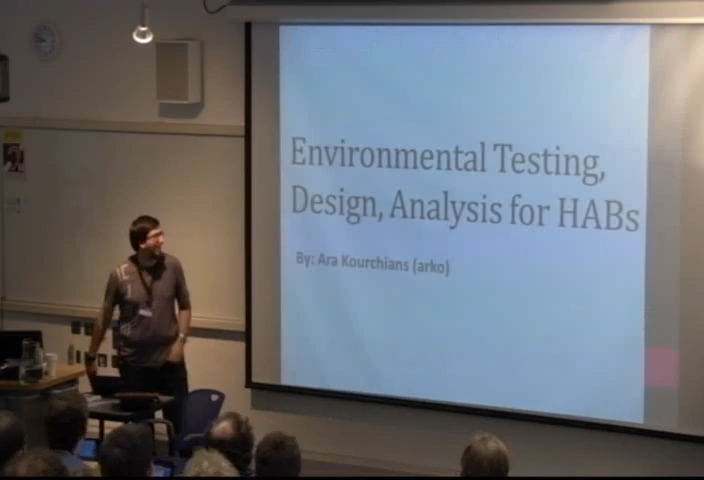 Environmental Testing,
Design, Analysis for HABs
By: Ara Kourchians (arko)